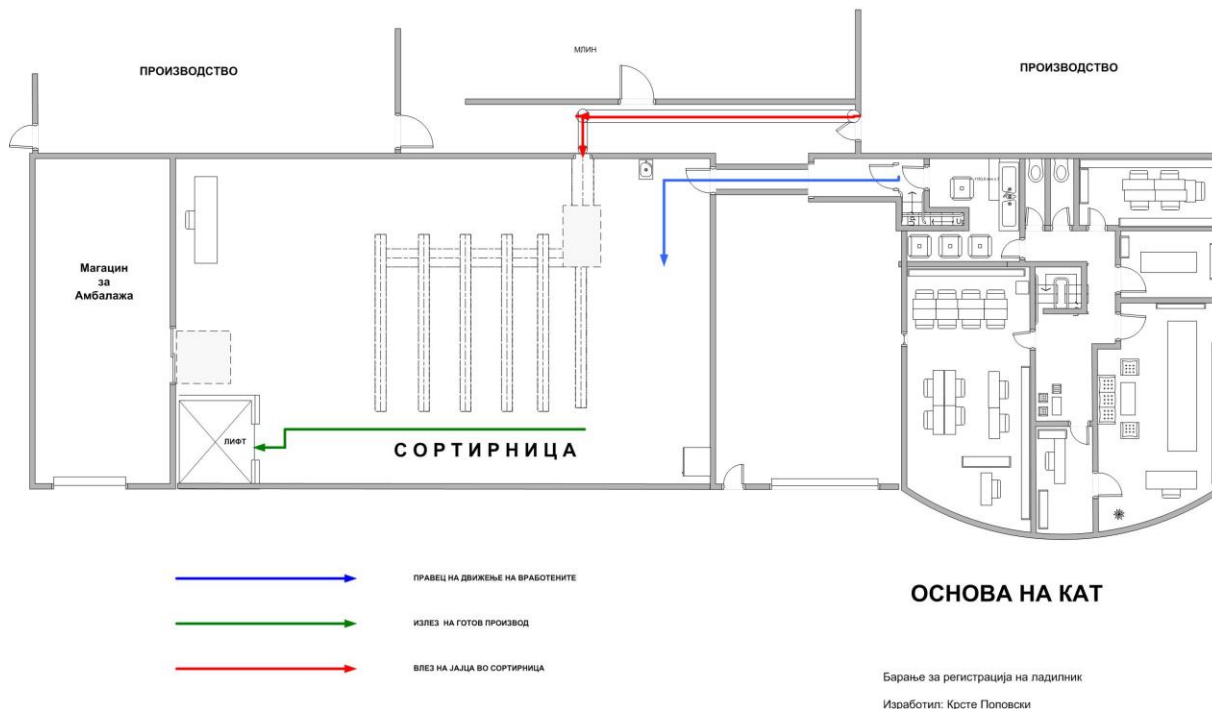 МЛИН
ПРОИЗВОДСТВО
ПРОИЗВОДСТВО
Магацин
за
Амбалажа
ЛИФТ
СОРТИРНИЦА
ПРАВЕЦ НА ДВИЖЕЊЕ НА ВРАБОТЕНИТЕ
ИЗЛЕЗ НА ГОТОВ ПРОИЗВОД
ВЛЕЗ НА ЈАЈЦА ВО СОРТИРНИЦА
ОСНОВА НА КАТ
Барање за регистрација на ладилник
Изработил: Крсте Поповски